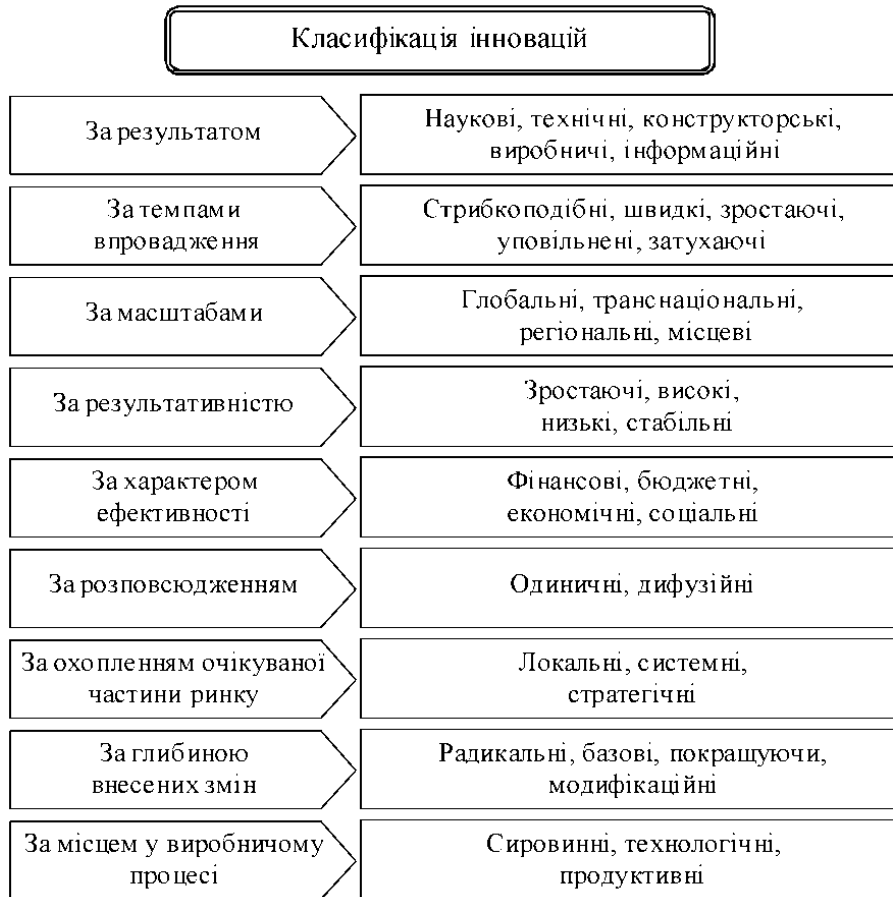 Класифікація інновацій
За результатом
Наукові, технічні, конструкторські,
виробничі, інформаційні
За темпами
впровадження
Стрибкоподібні, швидкі, зростаючі,
уповільнені, затухаючі
За масштабами
Глобальні, транснаціональні,
регіональні, місцеві
За результативністю
Зростаючі, високі,
низькі, стабільні
За характером
ефективності
Фінансові, бюджетні,
економічні, соціальні
За розповсюдженням
Одиничні, дифузійні
За охопленням очікуваної
частини ринку
Локальні, системні,
стратегічні
За глибиною
внесених змін
Радикальні, базові, покращуючи,
модифікаційні
За місцем у виробничому
процесі
Сировинні, технологічні,
продуктивні